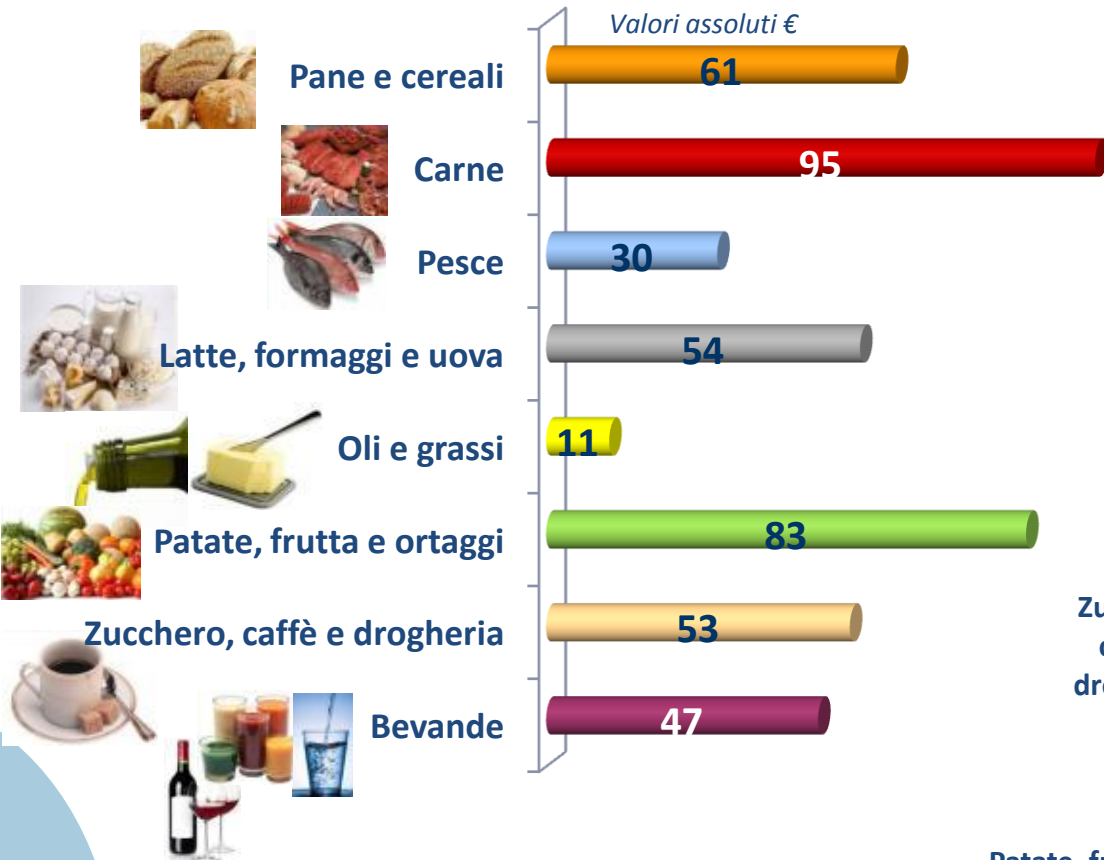 Valori assoluti €
Pane e cereali
61
Carne
95
Pesce
30
Latte, formaggi e uova
54
Oli e grassi
11
Patate, frutta e ortaggi
83
Zucchero, caffè e drogheria
53
Bevande
47